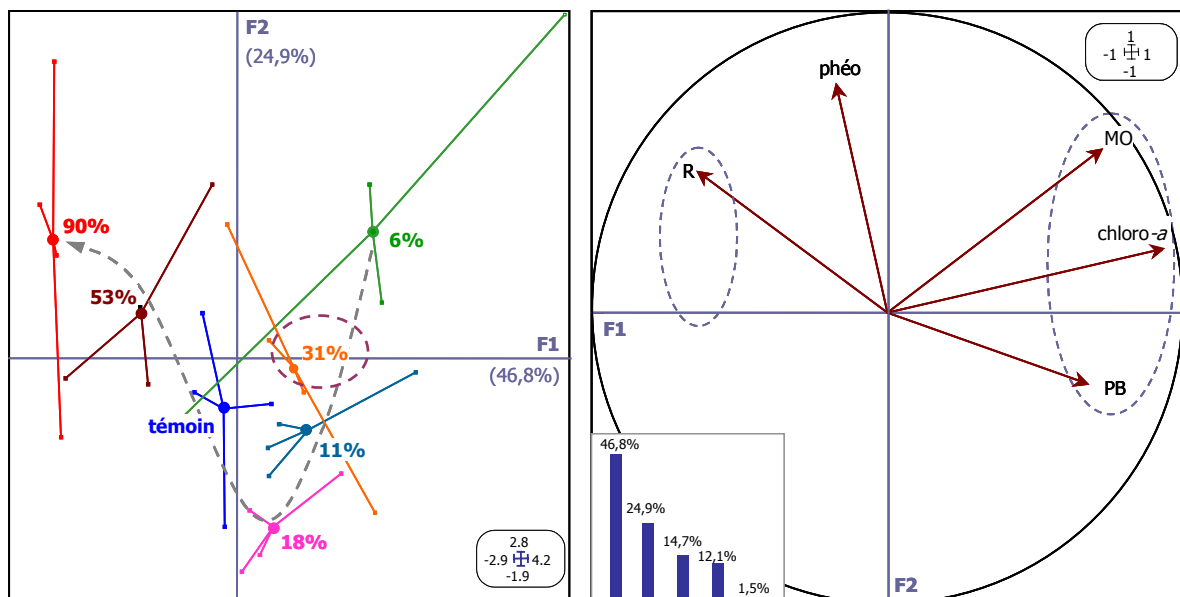 F2
(24,9%)
90%
6%
53%
31%
F1
(46,8%)
témoin
11%
18%
2.8
-2.9 4.2
-1.9
1
-1 1
-1
phéo
MO
R
chloro-a
F1
PB
46,8%
24,9%
14,7%
12,1%
1,5%
F2